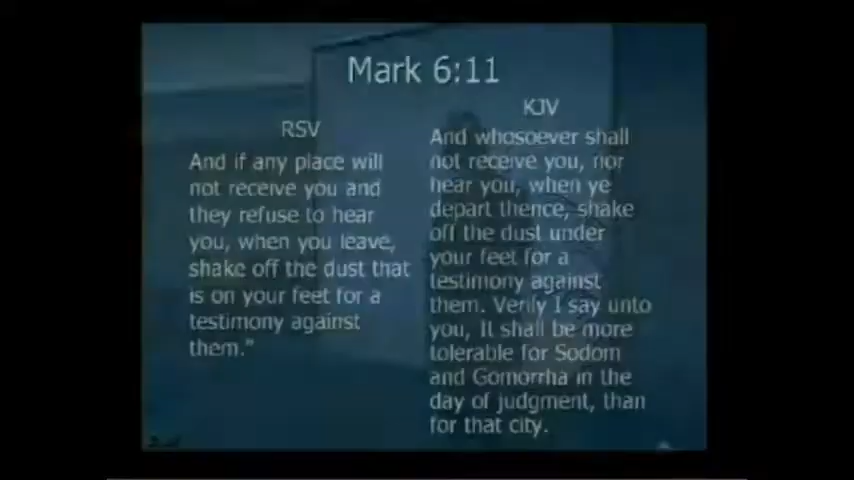 Mark 6:11
RSV
And if any place will
not receive you and
they refuse to hear
you, when you leave,
shake off the dust that
is on your feet for a
testimony against
them."
KJV
And whosoever shall
not receive you, nor
hear you, when ye
depart thence, shake
off the dust under
your feet for a
testimony against
them. Verily I say unto
you, It shall be more
tolerable for Sodom
and Gomorrha in the
day of judgment, than
for that city.